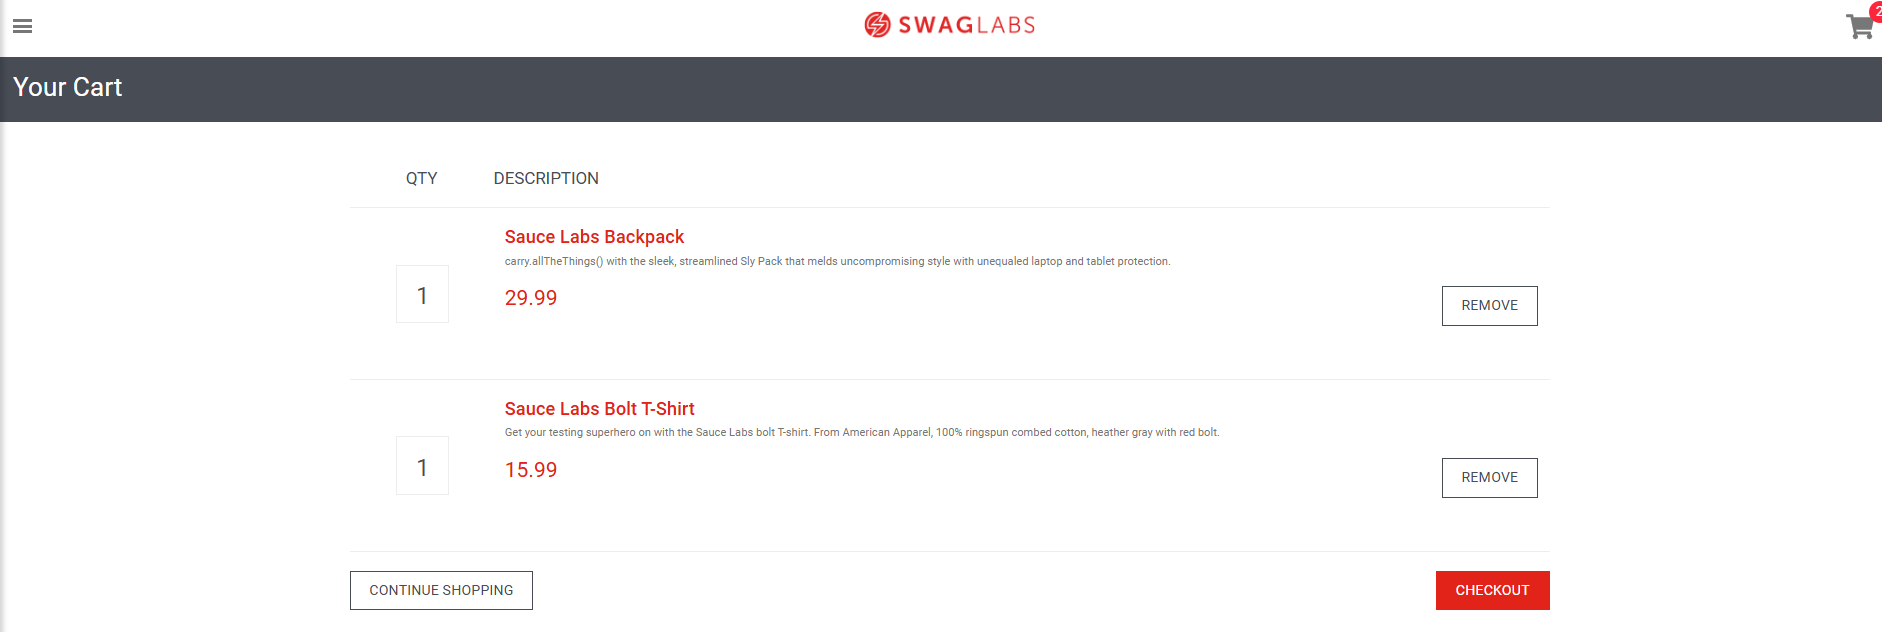 SWAGLABS
2
Your Cart
QTY DESCRIPTION
Sauce Labs Backpack
carry.allTheThings() with the sleek, streamlined Sly Pack that melds uncompromising style with unequaled laptop and tablet protection.
1
29.99
REMOVE
Sauce Labs Bolt T-Shirt
Get your testing superhero on with the Sauce Labs bolt T-shirt. From American Apparel, 100% ringspun combed cotton, heather gray with red bolt.
1
15.99
REMOVE
CONTINUE SHOPPING CHECKOUT